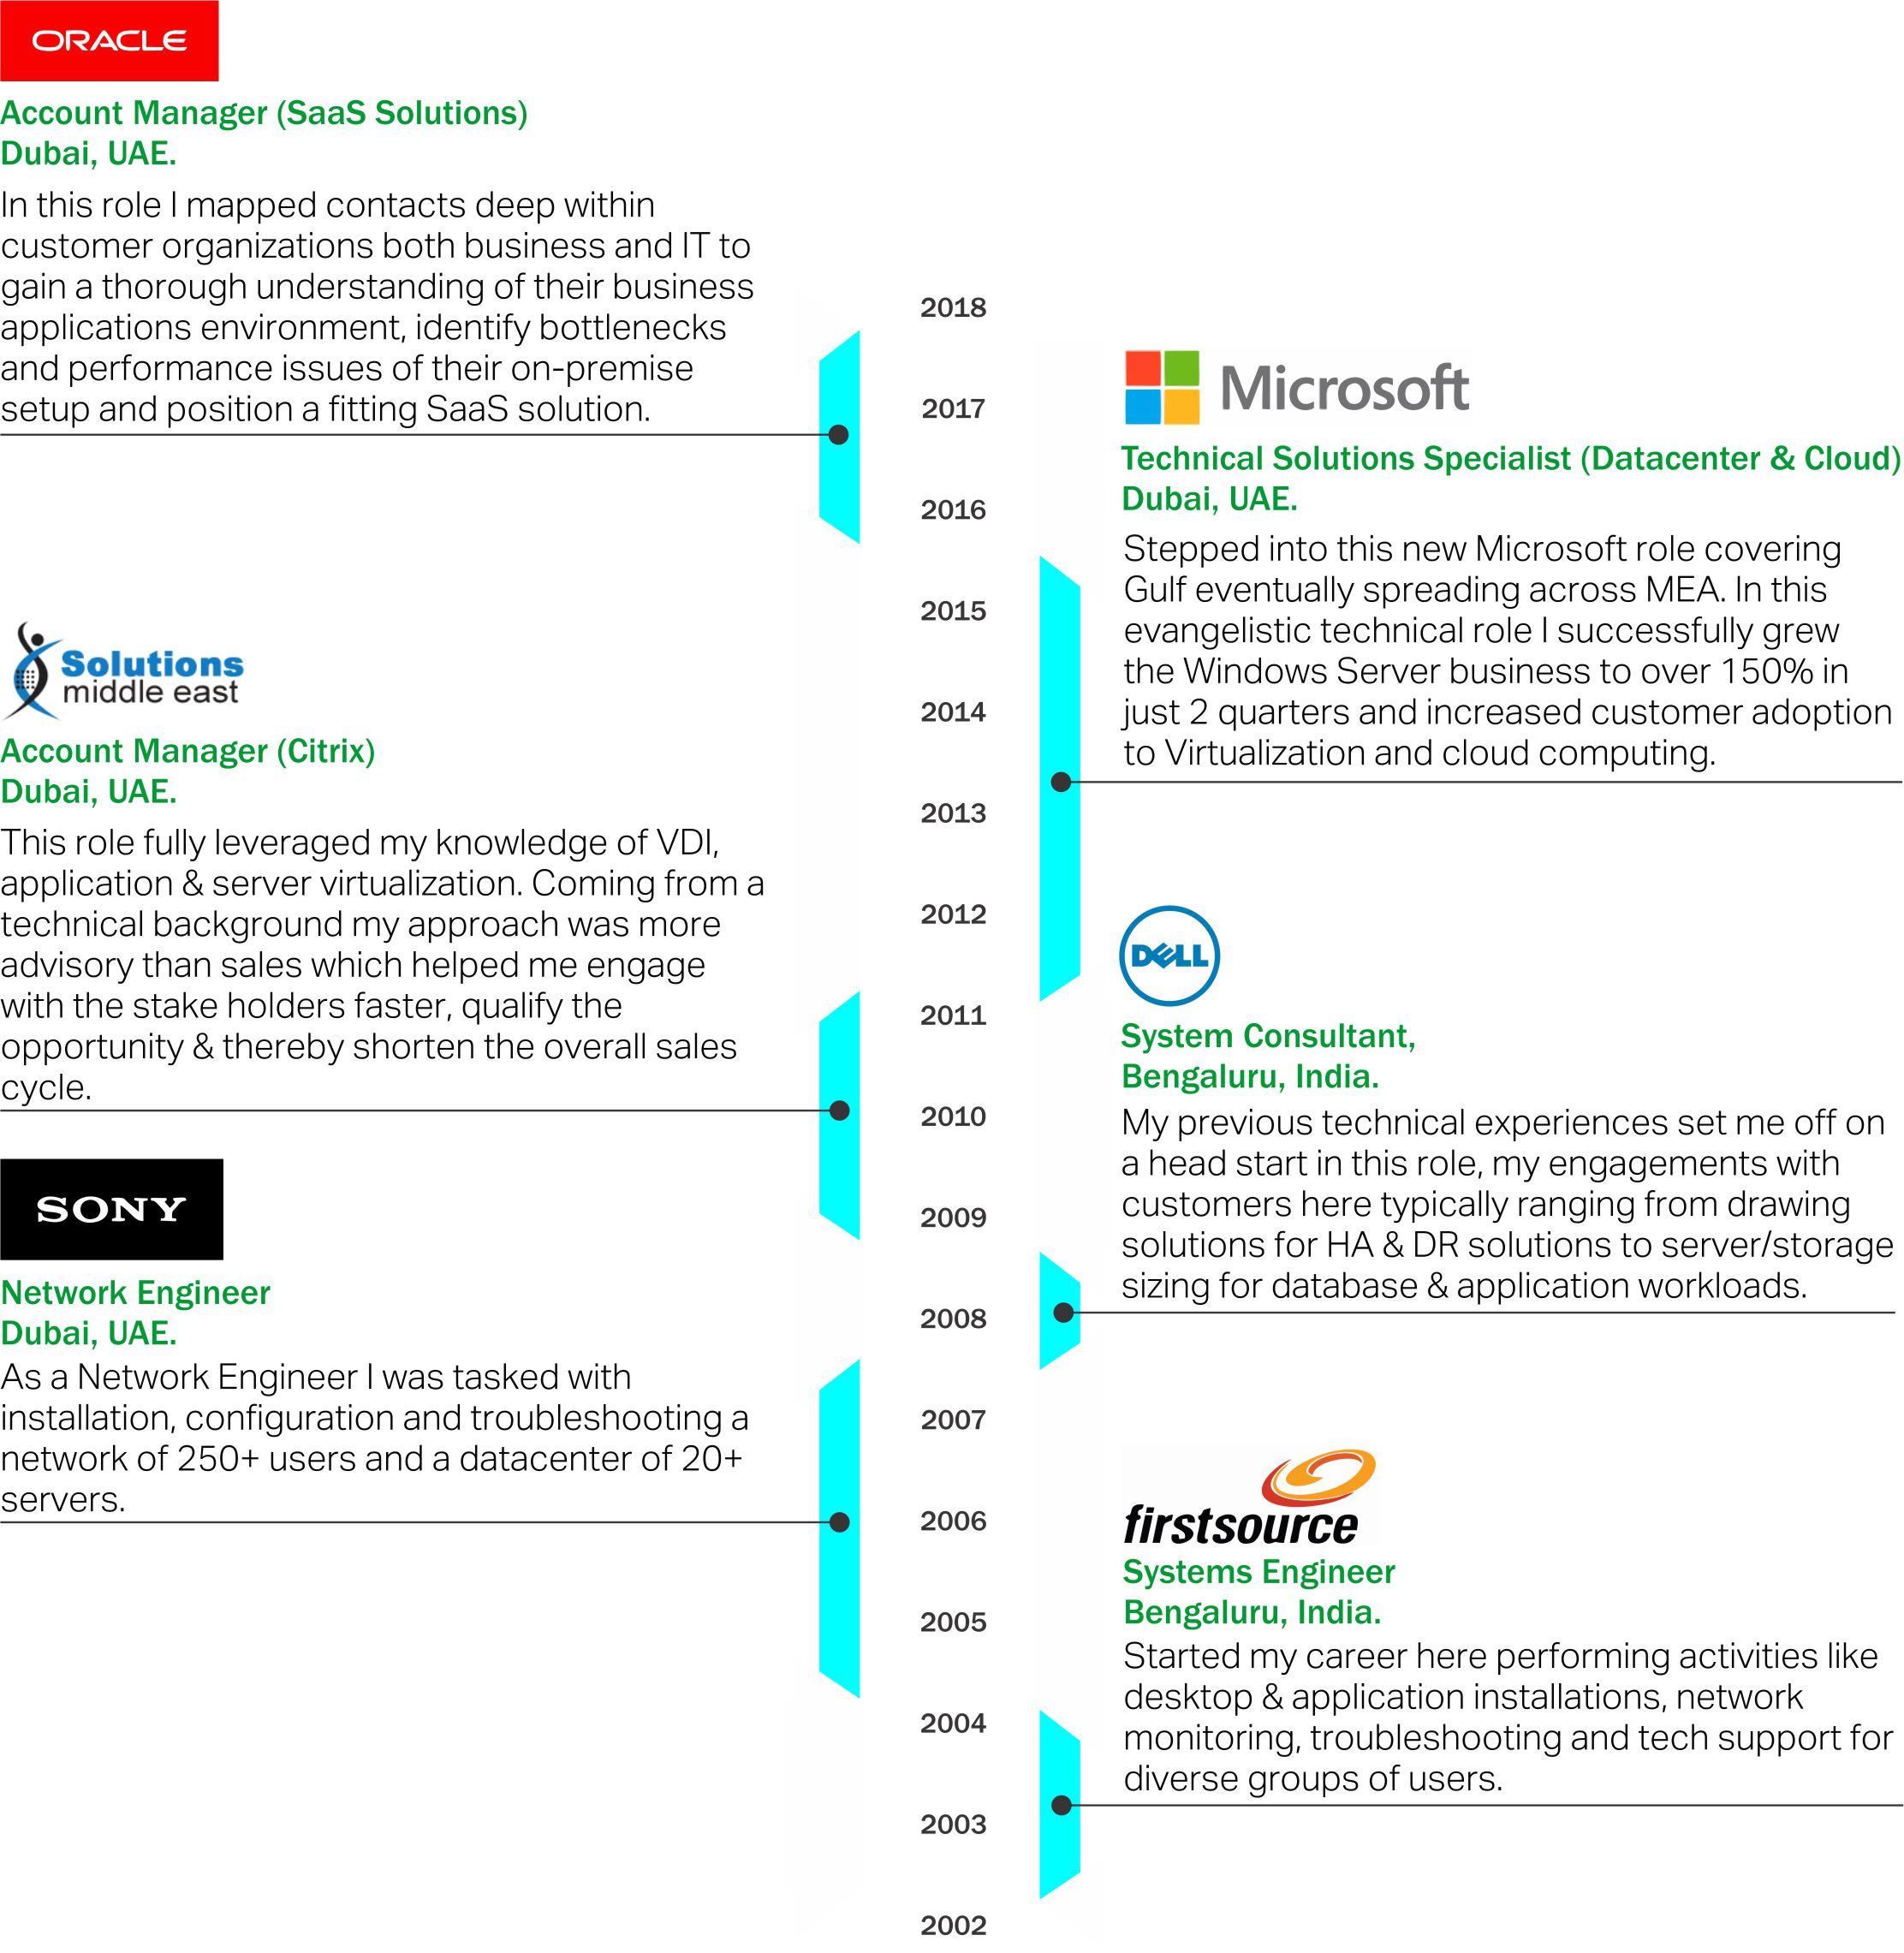 ORACLE
Account Manager (SaaS Solutions)
Dubai, UAE.
In this role I mapped contacts deep within
customer organizations both business and IT to
gain a thorough understanding of their business
applications environment, identify bottlenecks
and performance issues of their on-premise
setup and position a fitting SaaS solution.
Solutions
middle east
Account Manager (Citrix)
Dubai, UAE.
This role fully leveraged my knowledge of VDI,
application & server virtualization. Coming from a
technical background my approach was more
advisory than sales which helped me engage
with the stake holders faster, qualify the
opportunity & thereby shorten the overall sales
cycle.
SONY
Network Engineer
Dubai, UAE.
As a Network Engineer I was tasked with
installation, configuration and troubleshooting a
network of 250+ users and a datacenter of 20+
servers.
2018
2017
2016
2015
2014
2013
2012
2011
2010
2009
2008
2007
2006
2005
2004
2003
2002
Microsoft
Technical Solutions Specialist (Datacenter & Cloud)
Dubai, UAE.
Stepped into this new Microsoft role covering
Gulf eventually spreading across MEA. In this
evangelistic technical role I successfully grew
the Windows Server business to over 150% in
just 2 quarters and increased customer adoption
to Virtualization and cloud computing.
DELL
System Consultant,
Bengaluru, India.
My previous technical experiences set me off on
a head start in this role, my engagements with
customers here typically ranging from drawing
solutions for HA & DR solutions to server/storage
sizing for database & application workloads.
firstsource
Systems Engineer
Bengaluru, India.
Started my career here performing activities like
desktop & application installations, network
monitoring, troubleshooting and tech support for
diverse groups of users.